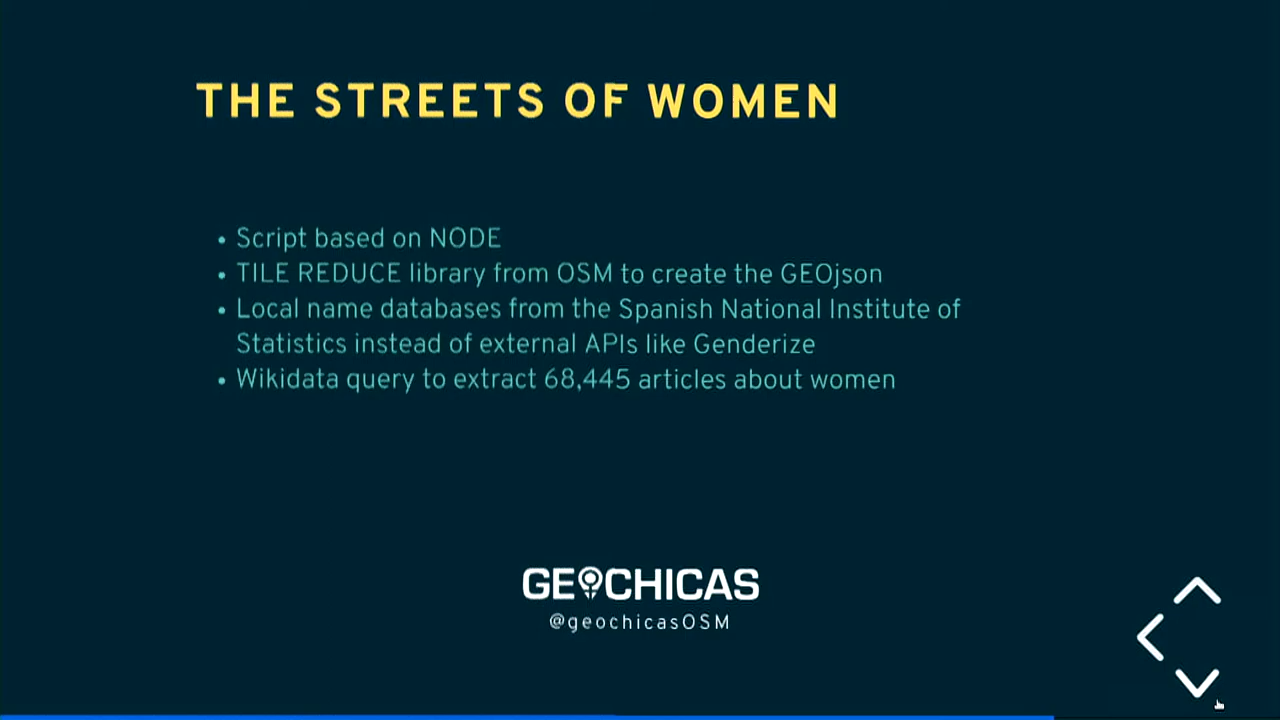 THE STREETS OF WOMEN
• Script based on NODE
• TILE REDUCE library from OSM to create the GEOjson
• Local name databases from the Spanish National Institute of
Statistics instead of external APIs like Genderize
• Wikidata query to extract 68,445 articles about women
GEOCHICAS
@geochicasOSM